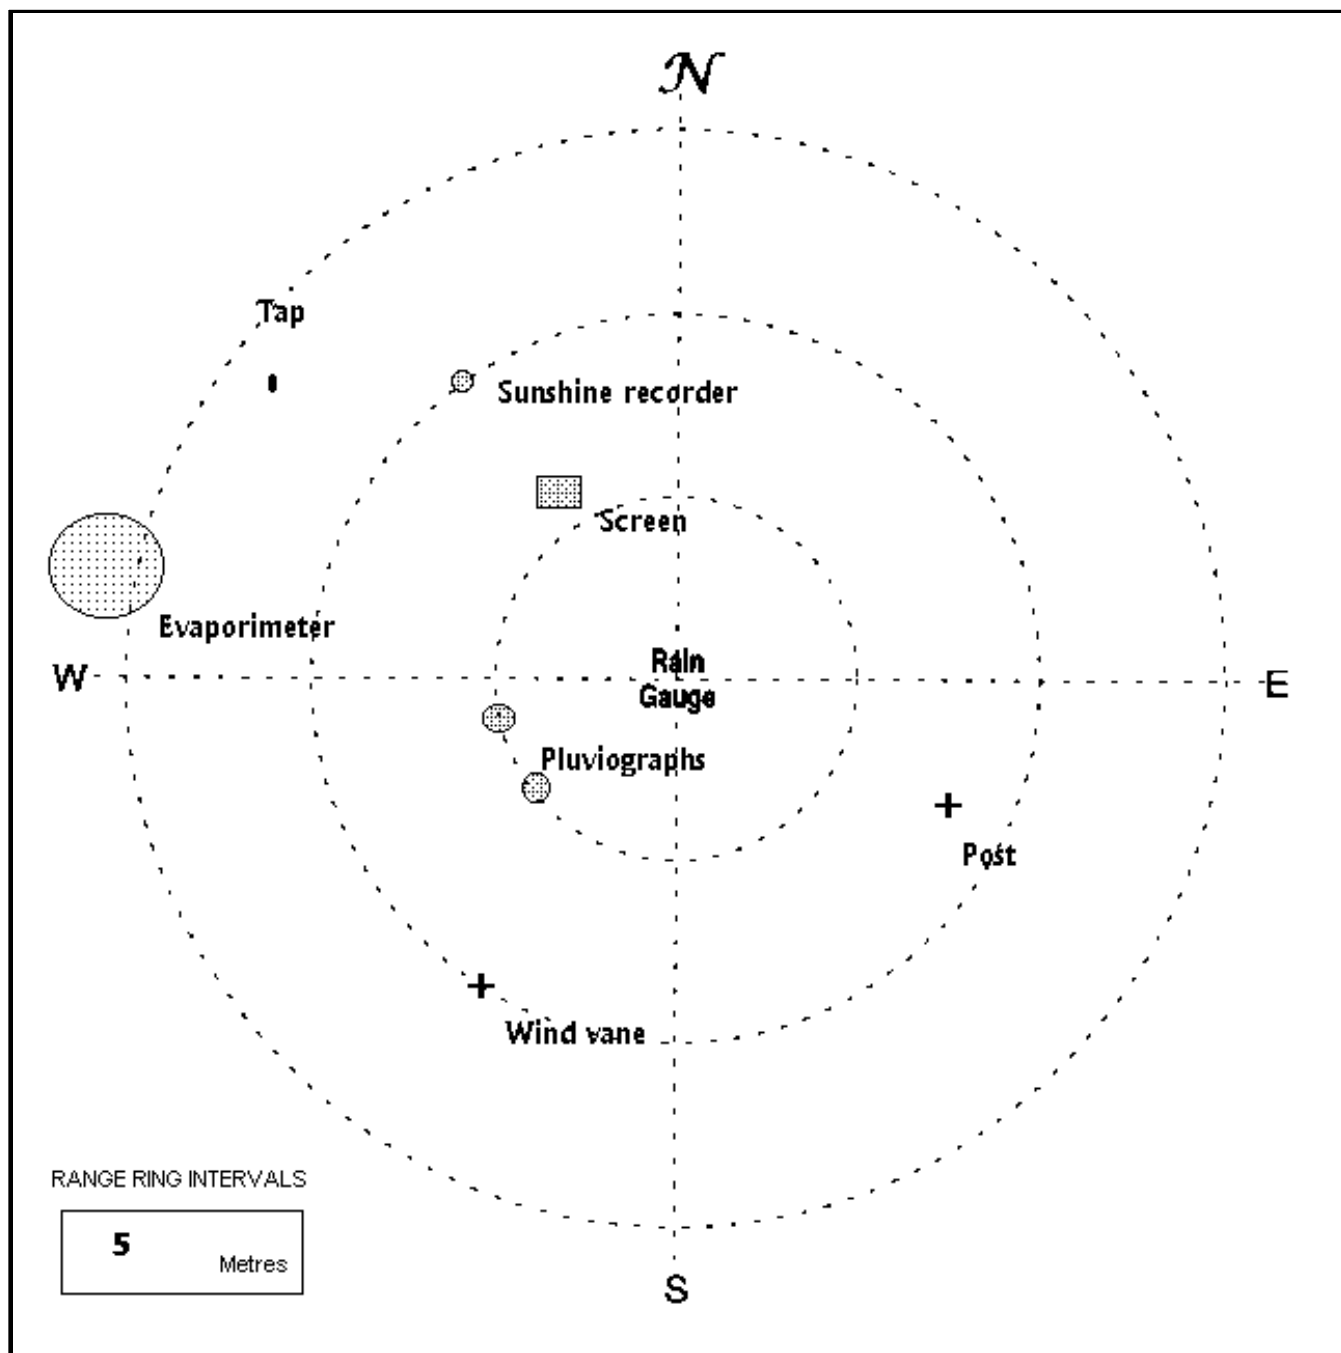 N
Tap
Sunshine recorder
Screen
Evaporimeter
Rain
Gauge
W
E
Pluviographs
Post
Wind vane
RANGE RING INTERVALS
5
Metres
S